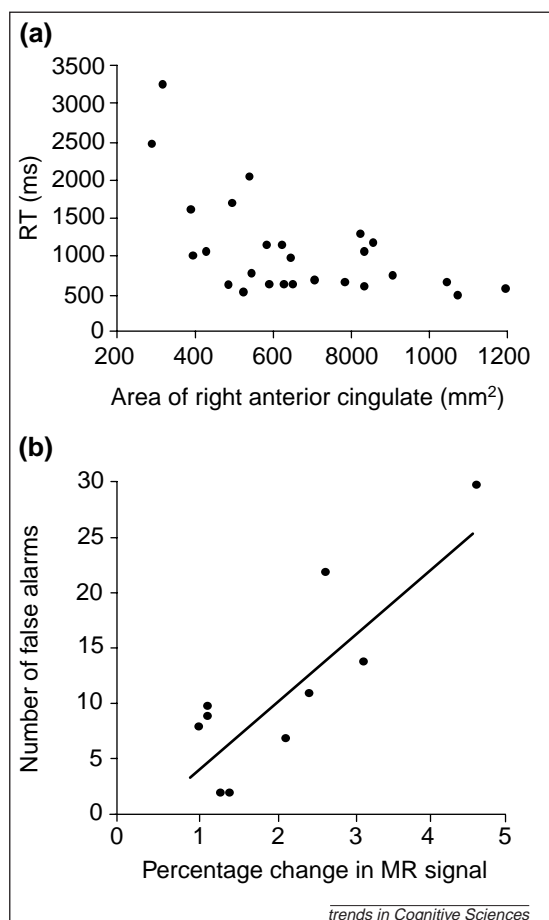 (a)
3500
3000
2500
2000
1500
1000
500
0
RT (ms)
200 400 600 8000 1000 1200
Area of right anterior cingulate (mm²)
(b)
30
25
20
15
10
5
0
Number of false alarms
0 1 2 3 4 5
Percentage change in MR signal
trends in Cognitive Sciences